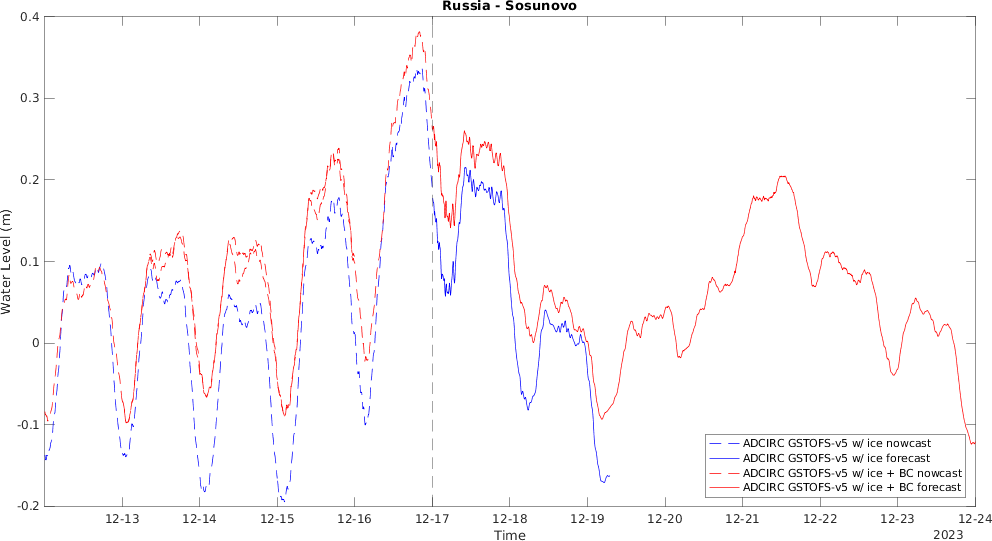 Russia - Sosunovo
Water Level (m)
0.4
0.3
0.2
0.1
0
-0.1
-0.2
12-13
12-14
12-15
12-16
12-17
12-18
12-19
12-20
12-21
12-22
12-23
12-24
Time
2023
ADCIRC GSTOFS-v5 w/ ice nowcast
ADCIRC GSTOFS-v5 w/ ice forecast
ADCIRC GSTOFS-v5 w/ ice + BC nowcast
ADCIRC GSTOFS-v5 w/ ice + BC forecast